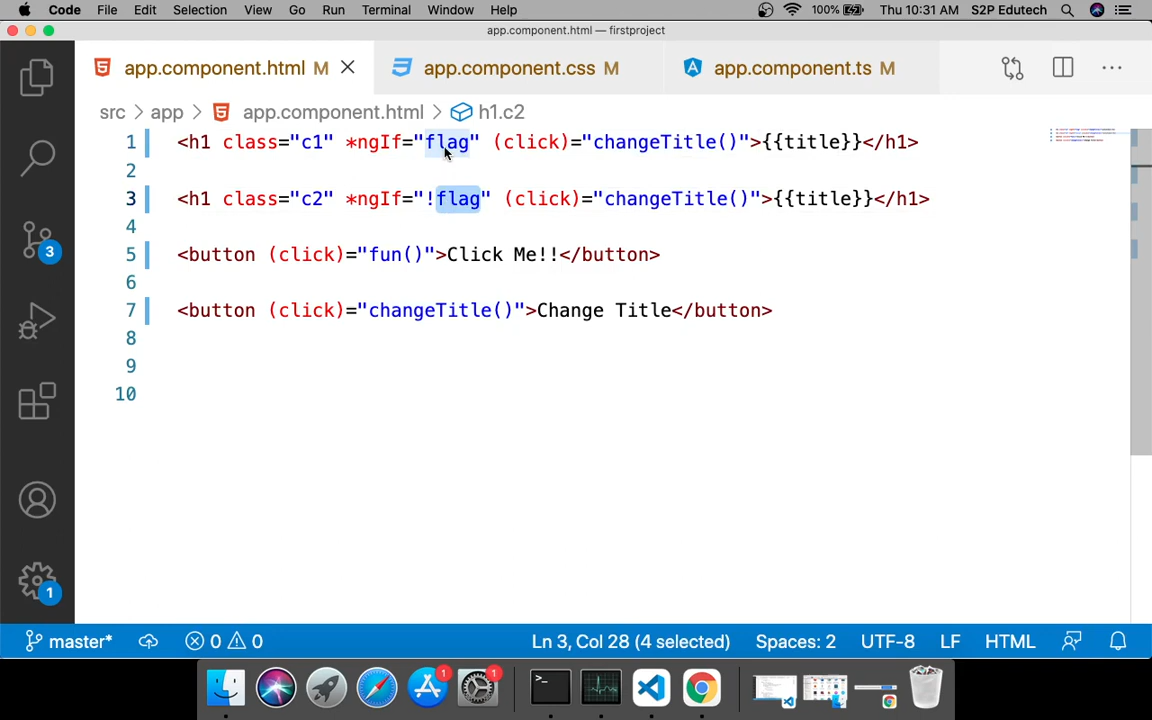 Code File Edit Selection View Go Run Terminal Window Help 100% Thu 10:31 AM S2P Edutech
app.component.html — firstproject
app.component.html M app.component.css M app.component.ts M
src > app > app.component.html > h1.c2
1 <h1 class="c1" *ngIf="flag" (click)="changeTitle()">{{title}}</h1>
2
3 <h1 class="c2" *ngIf="!flag" (click)="changeTitle()">{{title}}</h1>
4
5 <button (click)="fun()">Click Me!!</button>
6
7 <button (click)="changeTitle()">Change Title</button>
8
9
10
3
1
master* 0 0 Ln 3, Col 28 (4 selected) Spaces: 2 UTF-8 LF HTML
1 1